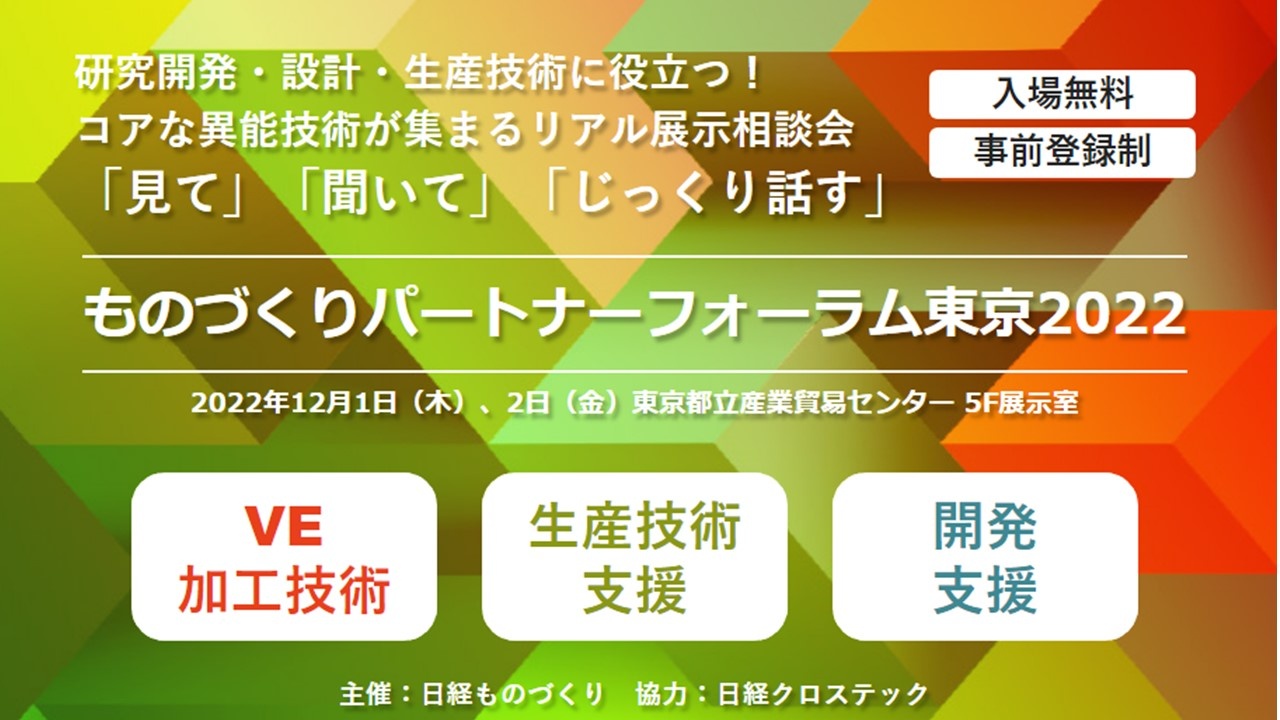 研究開発・設計・生産技術に役立つ！
コアな異能技術が集まるリアル展示相談会
「見て」「聞いて」「じっくり話す」
入場無料
事前登録制
ものづくりパートナーフォーラム東京2022
2022年12月1日（木）、2日（金）東京都立産業貿易センター 5F展示室
VE
加工技術
生産技術
支援
開発
支援
主催：日経ものづくり　協力：日経クロステック